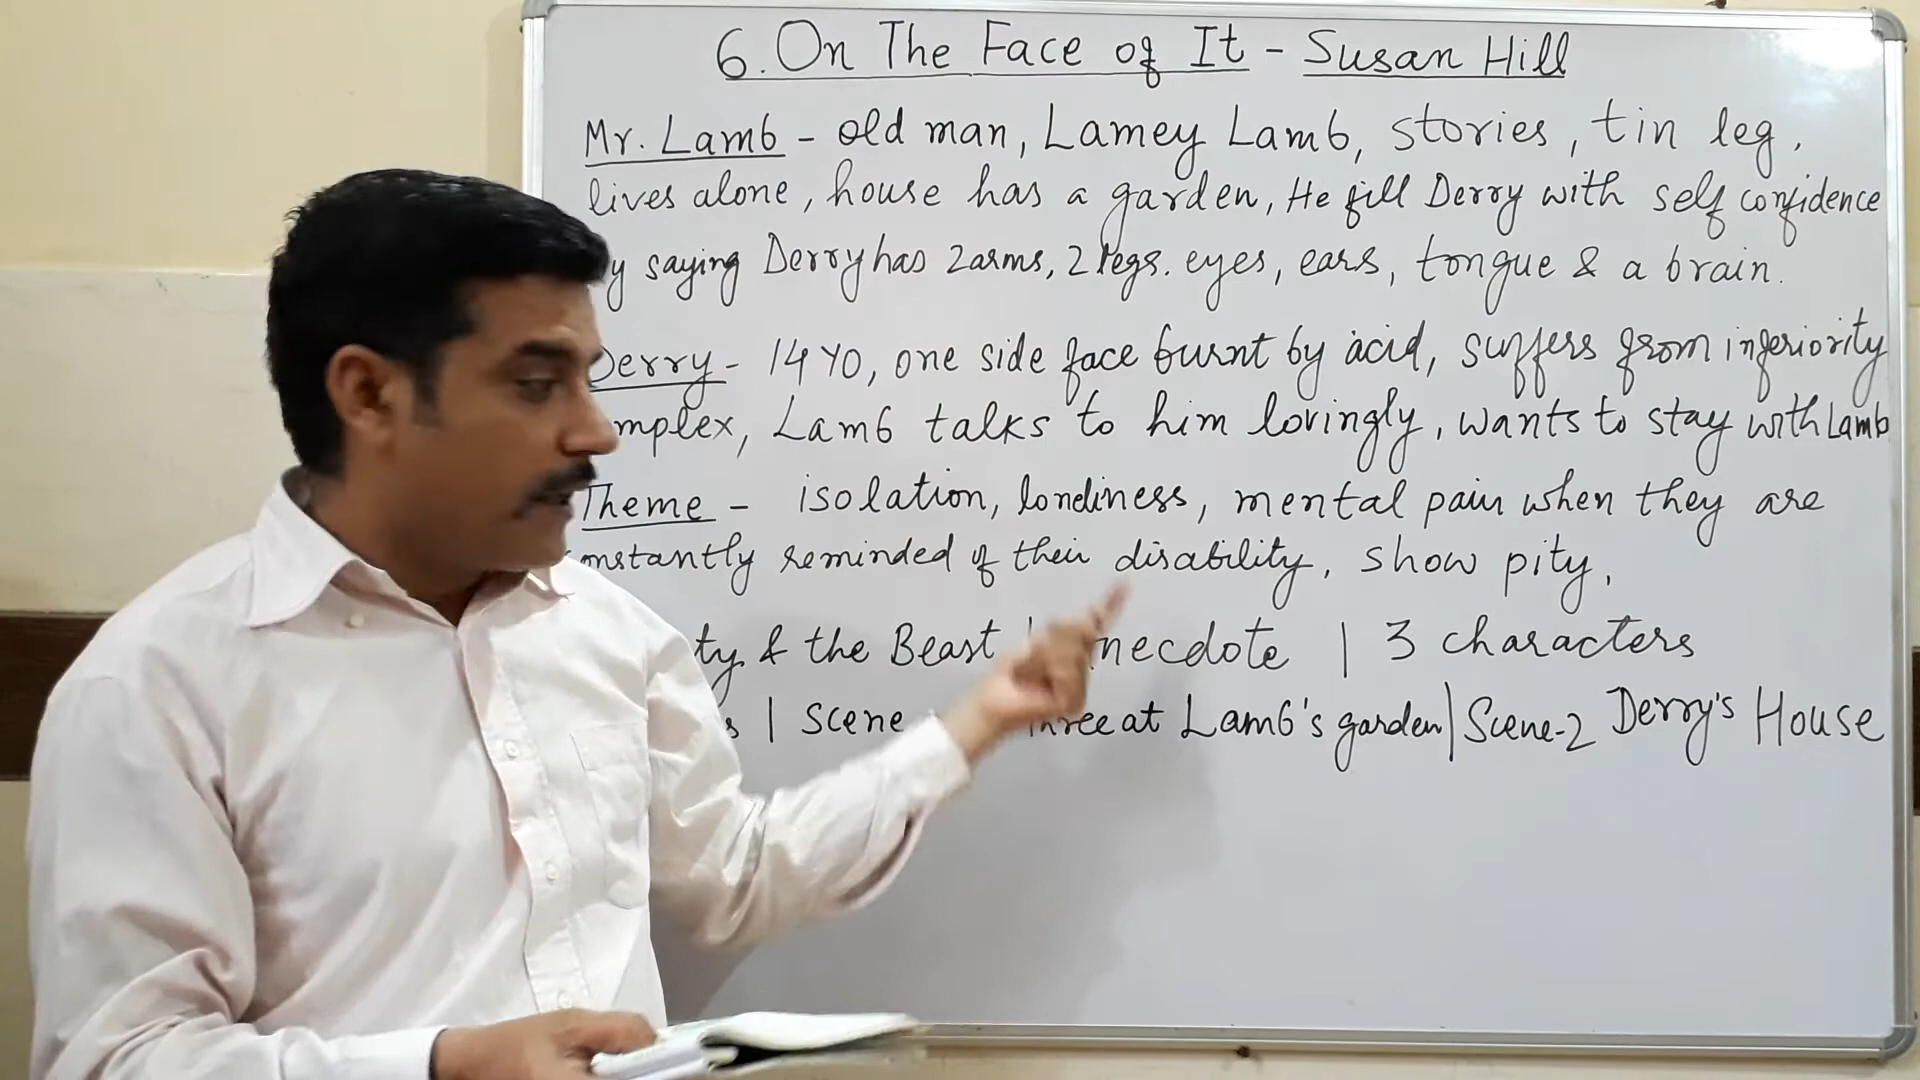 6. On The Face of It - Susan Hill
Mr. Lamb - old man, Lamey Lamb, stories, tin leg,
lives alone, house has a garden, He fill Derry with self confidence
y saying Derry has 2 arms, 2 legs. eyes, ears, tongue & a brain.
Derry - 14 YO, one side face burnt by acid, suffers from inferiority
mplex, Lamb talks to him lovingly, wants to stay with Lamb
Theme - isolation, loneliness, mental pain when they are
onstantly reminded of their disability, show pity,
ty & the Beast | necdote | 3 characters
s | Scene three at Lamb's garden | Scene-2 Derry's House